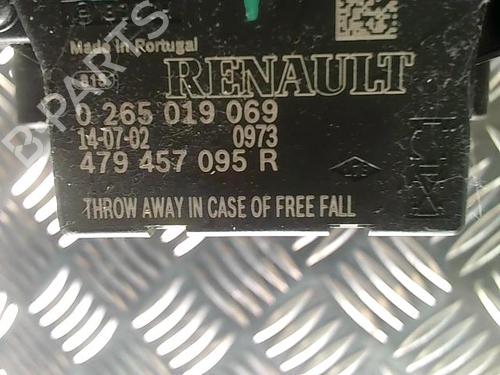 Made in Portugal
RENAULT
0 265 019 069
14-07-02 0973
479 457 095 R
THROW AWAY IN CASE OF FREE FALL
B-PARTS